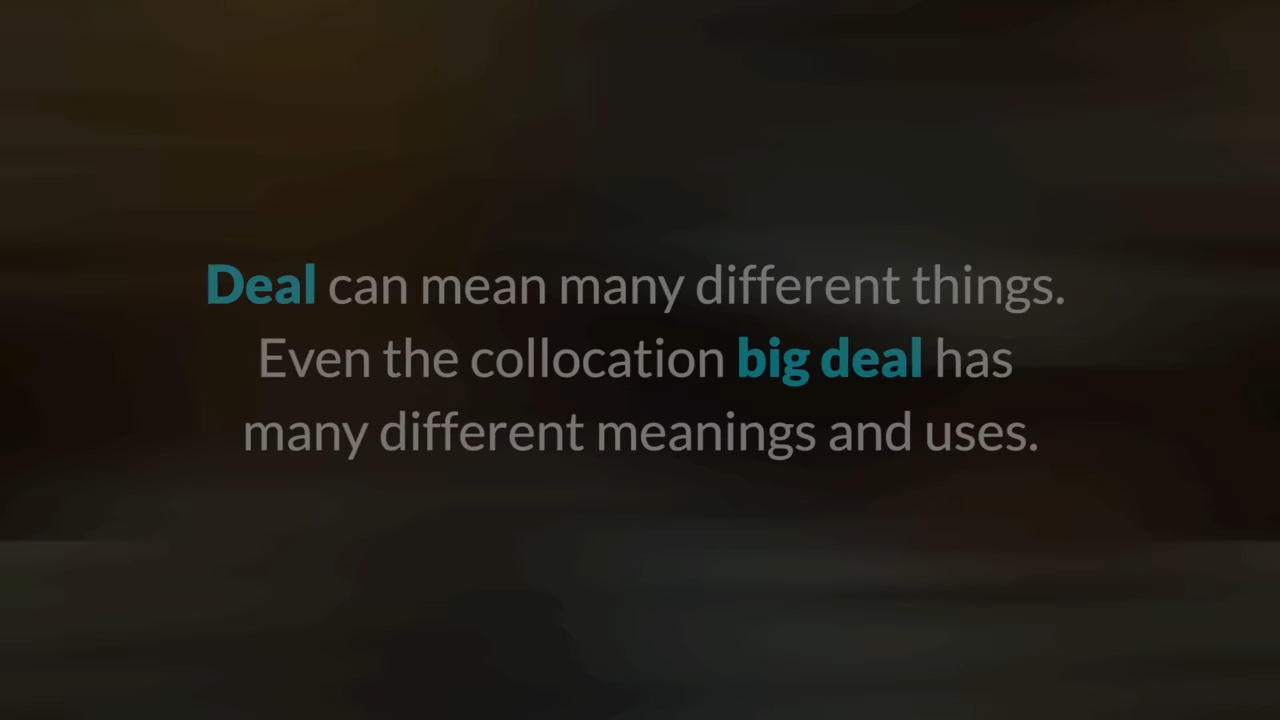 Deal can mean many different things.
Even the collocation big deal has
many different meanings and uses.